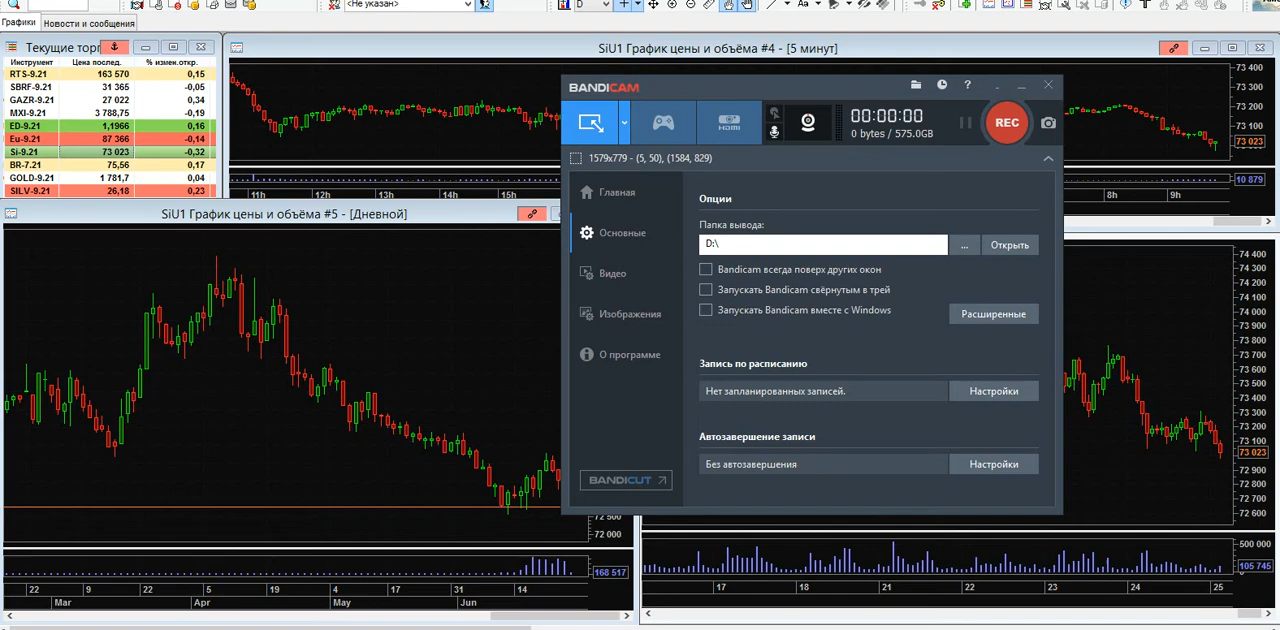 <Не указан>
D
Aa
Графики
Новости и сообщения
Текущие торг
Инструмент Цена послед. % измен.откр.
RTS-9.21 163 570 0,15
SBRF-9.21 31 365 -0,05
GAZR-9.21 27 022 0,34
MXI-9.21 3 788,75 -0,19
ED-9.21 1,1966 0,16
Eu-9.21 87 366 -0,14
Si-9.21 73 023 -0,32
BR-7.21 75,56 0,17
GOLD-9.21 1 781,7 0,04
SILV-9.21 26,18 0,23
SiU1 График цены и объёма #4 - [5 минут]
73 400
73 300
73 200
73 100
73 023
10 879
11h 12h 13h 14h 15h 8h 9h
SiU1 График цены и объёма #5 - [Дневной]
72 500
72 000
168 517
22 9 22 5 19 4 17 31 14
Mar Apr May Jun
BANDICAM
HDMI
00:00:00
0 bytes / 575.0GB
REC
1579x779 - (5, 50), (1584, 829)
Главная
Основные
Видео
Изображения
О программе
BANDICUT
Опции
Папка вывода:
D:\
...
Открыть
Bandicam всегда поверх других окон
Запускать Bandicam свёрнутым в трей
Запускать Bandicam вместе с Windows
Расширенные
Запись по расписанию
Нет запланированных записей.
Настройки
Автозавершение записи
Без автозавершения
Настройки
74 400
74 300
74 200
74 100
74 000
73 900
73 800
73 700
73 600
73 500
73 400
73 300
73 200
73 100
73 023
72 900
72 800
72 700
72 600
500 000
105 745
17 18 21 22 23 24 25